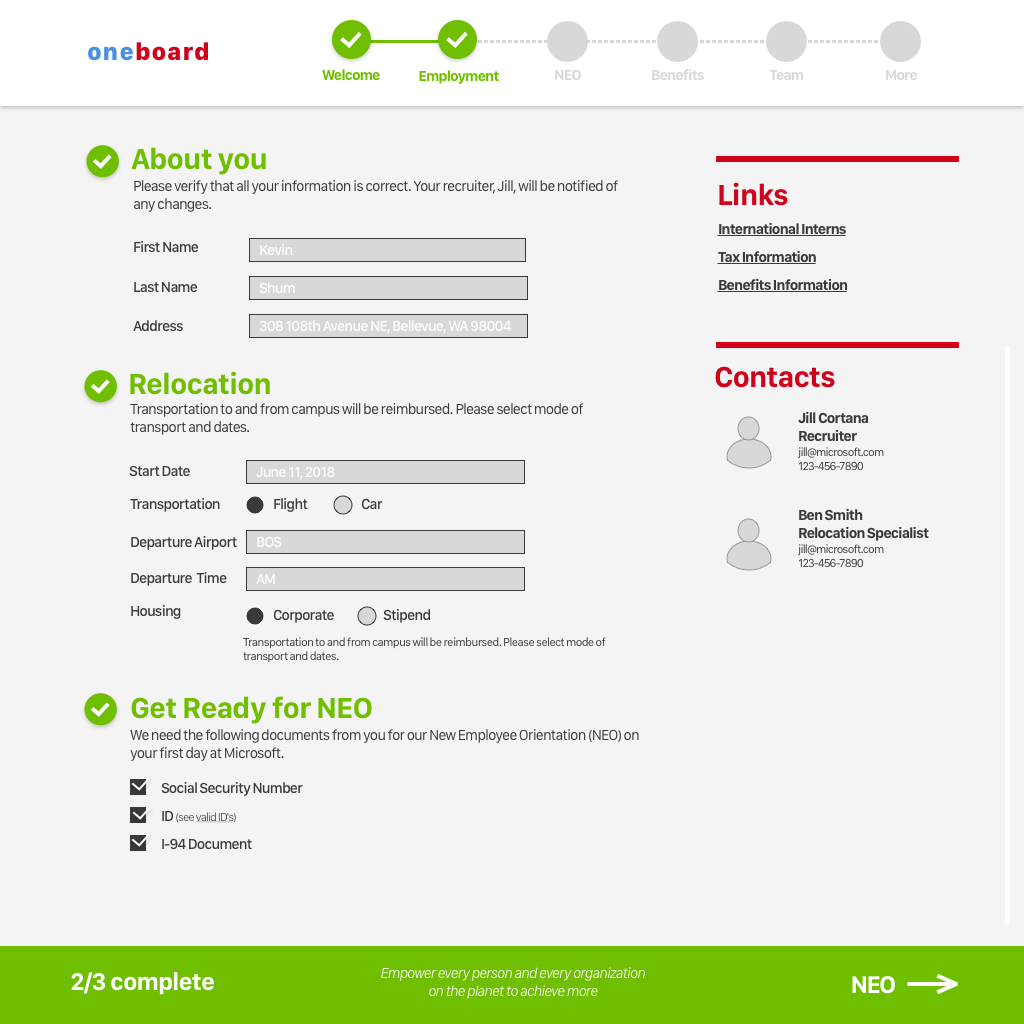 oneboard
Welcome
Employment
NEO
Benefits
Team
More
About you
Please verify that all your information is correct. Your recruiter, Jill, will be notified of
any changes.
First Name
Kevin
Last Name
Shum
Address
308 108th Avenue NE, Bellevue, WA 98004
Relocation
Transportation to and from campus will be reimbursed. Please select mode of
transport and dates.
Start Date
June 11, 2018
Transportation
Flight
Car
Departure Airport
BOS
Departure Time
AM
Housing
Corporate
Stipend
Transportation to and from campus will be reimbursed. Please select mode of
transport and dates.
Get Ready for NEO
We need the following documents from you for our New Employee Orientation (NEO) on
your first day at Microsoft.
Social Security Number
ID (see valid ID's)
I-94 Document
Links
International Interns
Tax Information
Benefits Information
Contacts
Jill Cortana
Recruiter
jill@microsoft.com
123-456-7890
Ben Smith
Relocation Specialist
jill@microsoft.com
123-456-7890
2/3 complete
Empower every person and every organization
on the planet to achieve more
NEO